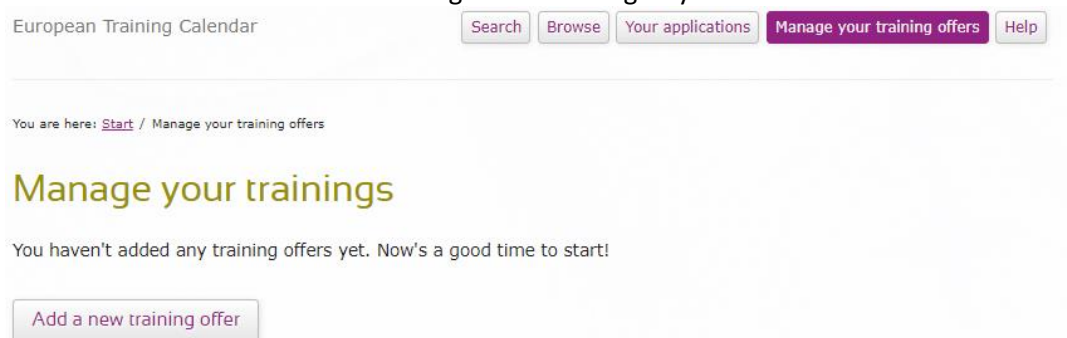 European Training Calendar
Search Browse Your applications Manage your training offers Help
You are here: Start / Manage your training offers
Manage your trainings
You haven't added any training offers yet. Now's a good time to start!
Add a new training offer